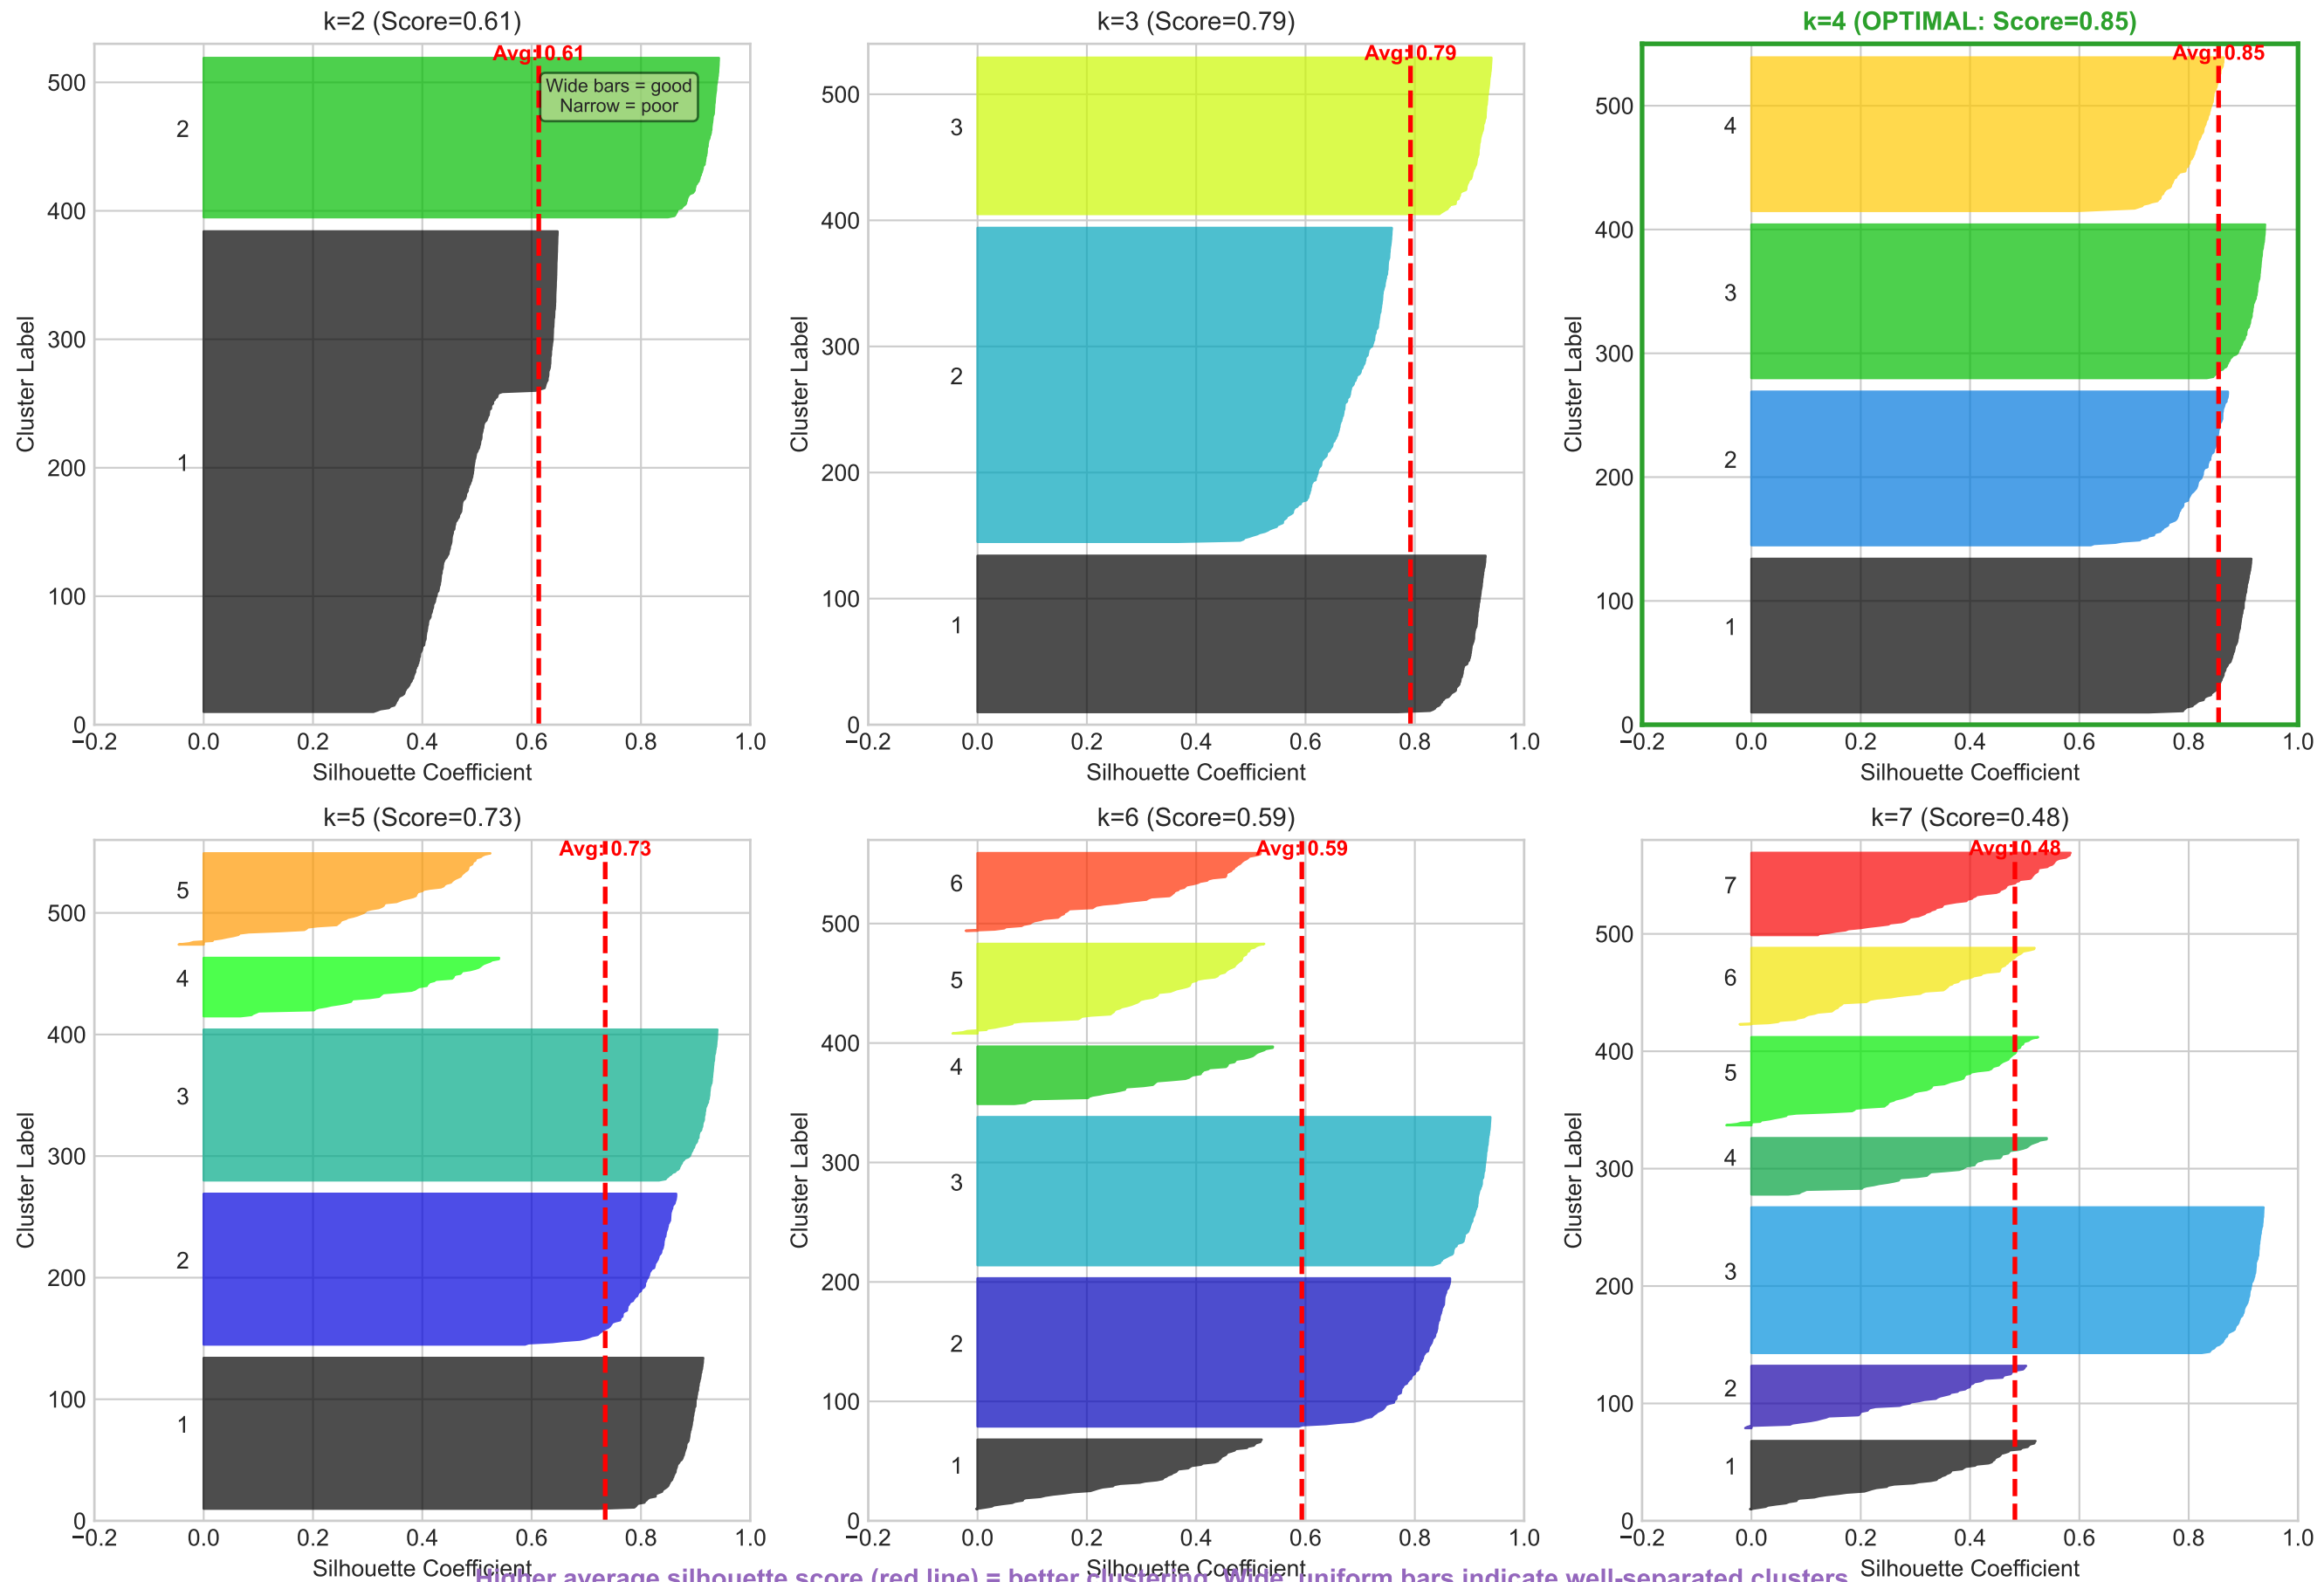 k=2 (Score=0.61)
Avg: 0.61
Wide bars = good
Narrow = poor
500
400
300
200
100
0
2
1
Cluster Label
−0.2 0.0 0.2 0.4 0.6 0.8 1.0
Silhouette Coefficient
k=3 (Score=0.79)
Avg: 0.79
500
400
300
200
100
0
3
2
1
Cluster Label
−0.2 0.0 0.2 0.4 0.6 0.8 1.0
Silhouette Coefficient
k=4 (OPTIMAL: Score=0.85)
Avg: 0.85
500
400
300
200
100
0
4
3
2
1
Cluster Label
−0.2 0.0 0.2 0.4 0.6 0.8 1.0
Silhouette Coefficient
k=5 (Score=0.73)
Avg: 0.73
500
400
300
200
100
0
5
4
3
2
1
Cluster Label
−0.2 0.0 0.2 0.4 0.6 0.8 1.0
Silhouette Coefficient
k=6 (Score=0.59)
Avg: 0.59
500
400
300
200
100
0
6
5
4
3
2
1
Cluster Label
−0.2 0.0 0.2 0.4 0.6 0.8 1.0
Silhouette Coefficient
k=7 (Score=0.48)
Avg: 0.48
500
400
300
200
100
0
7
6
5
4
3
2
1
Cluster Label
−0.2 0.0 0.2 0.4 0.6 0.8 1.0
Silhouette Coefficient
Higher average silhouette score (red line) = better clustering. Wide, uniform bars indicate well-separated clusters